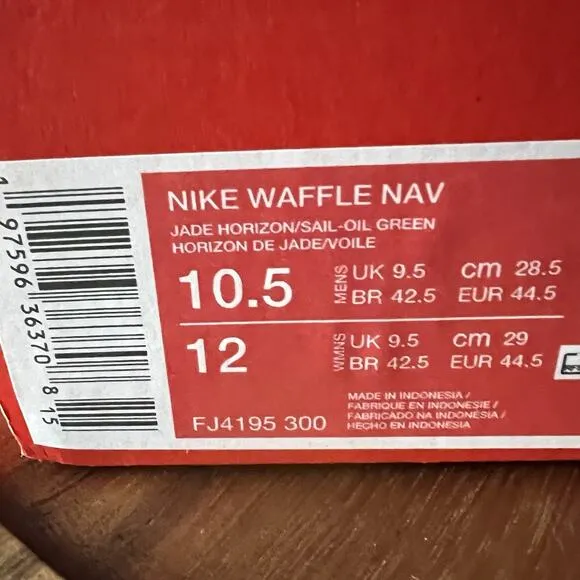 NIKE WAFFLE NAV
JADE HORIZON/SAIL-OIL GREEN
HORIZON DE JADE/VOILE
10.5 MENS UK 9.5 cm 28.5
BR 42.5 EUR 44.5
12 WMNS UK 9.5 cm 29
BR 42.5 EUR 44.5
FJ4195 300
MADE IN INDONESIA /
FABRIQUE EN INDONESIE /
FABRICADO NA INDONESIA /
HECHO EN INDONESIA
1 97596 36370 8 15